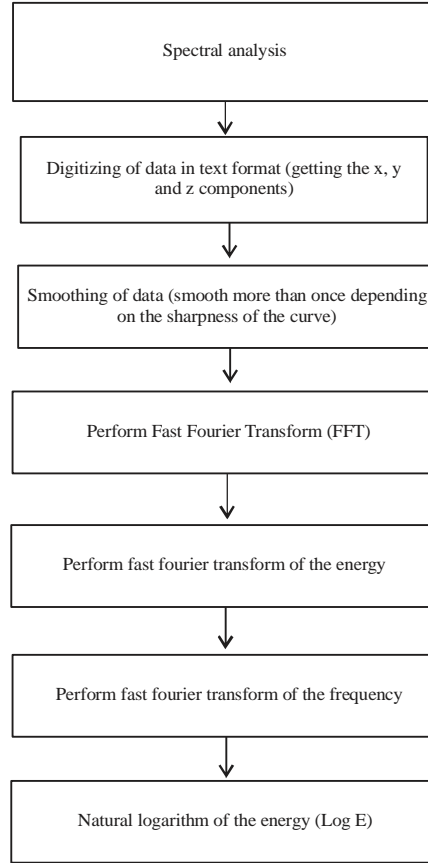 Spectral analysis
Digitizing of data in text format (getting the x, y
and z components)
Smoothing of data (smooth more than once depending
on the sharpness of the curve)
Perform Fast Fourier Transform (FFT)
Perform fast fourier transform of the energy
Perform fast fourier transform of the frequency
Natural logarithm of the energy (Log E)